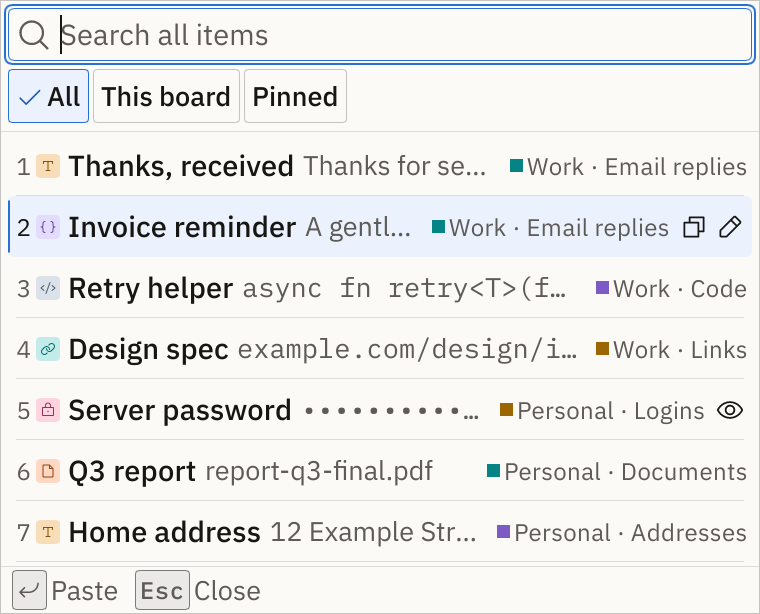 Search all items
All This board Pinned
1 T Thanks, received Thanks for se... Work · Email replies
2 {} Invoice reminder A gentl... Work · Email replies
3 </> Retry helper async fn retry<T>(f... Work · Code
4 Design spec example.com/design/i... Work · Links
5 Server password ••••••••••... Personal · Logins
6 Q3 report report-q3-final.pdf Personal · Documents
7 T Home address 12 Example Str... Personal · Addresses
Paste Esc Close